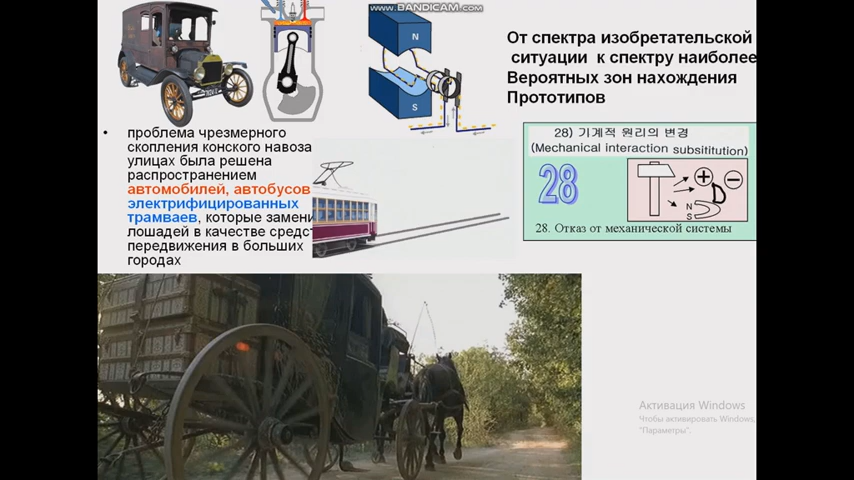 WWW.BANDICAM.COM
N
S
От спектра изобретательской
ситуации к спектру наиболее
Вероятных зон нахождения
Прототипов
• проблема чрезмерного
скопления конского навоза
улицах была решена
распространением
автомобилей, автобусов
электрифицированных
трамваев, которые замени
лошадей в качестве средс
передвижения в больших
городах
28) 기계적 원리의 변경
(Mechanical interaction subsititution)
28
N
S
28. Отказ от механической системы
Активация Windows
Чтобы активировать Windows,
"Параметры".